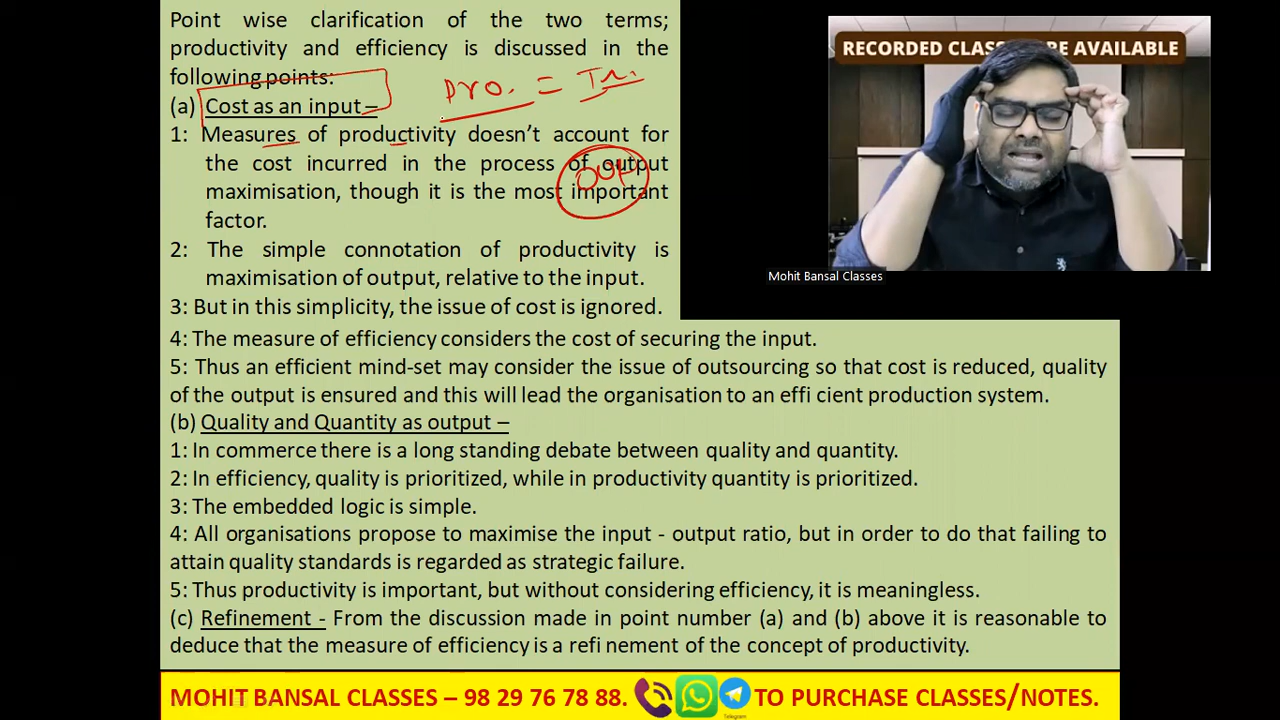 Point wise clarification of the two terms;
productivity and efficiency is discussed in the
following points:
(a) Cost as an input –
1: Measures of productivity doesn't account for
the cost incurred in the process of output
maximisation, though it is the most important
factor.
2: The simple connotation of productivity is
maximisation of output, relative to the input.
3: But in this simplicity, the issue of cost is ignored.
4: The measure of efficiency considers the cost of securing the input.
5: Thus an efficient mind-set may consider the issue of outsourcing so that cost is reduced, quality
of the output is ensured and this will lead the organisation to an effi cient production system.
(b) Quality and Quantity as output –
1: In commerce there is a long standing debate between quality and quantity.
2: In efficiency, quality is prioritized, while in productivity quantity is prioritized.
3: The embedded logic is simple.
4: All organisations propose to maximise the input - output ratio, but in order to do that failing to
attain quality standards is regarded as strategic failure.
5: Thus productivity is important, but without considering efficiency, it is meaningless.
(c) Refinement - From the discussion made in point number (a) and (b) above it is reasonable to
deduce that the measure of efficiency is a refi nement of the concept of productivity.
Pro. =
OUT
RECORDED AVAILABLE
Mohit Bansal Classes
MOHIT BANSAL CLASSES – 98 29 76 78 88. TO PURCHASE CLASSES/NOTES.
Telegram